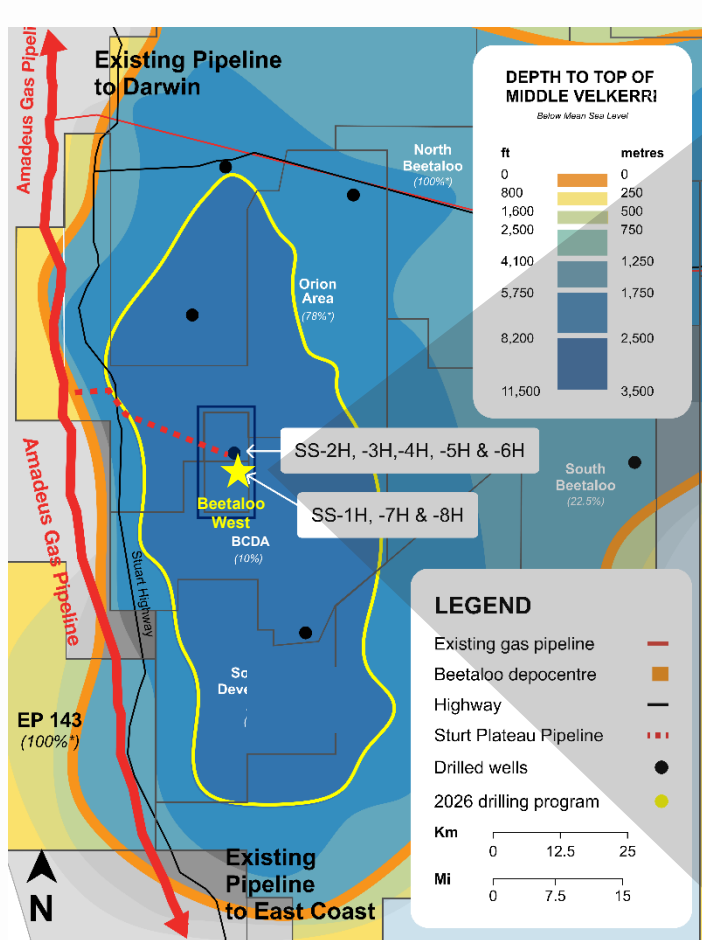 Existing Pipeline
to Darwin
Amadeus Gas Pipeli
DEPTH TO TOP OF
MIDDLE VELKERRI
Below Mean Sea Level
ft
metres
0
0
800
250
1,600
500
2,500
750
4,100
1,250
5,750
1,750
8,200
2,500
11,500
3,500
North
Beetaloo
(100%*)
Orion
Area
(78%*)
SS-2H, -3H,-4H, -5H & -6H
South
Beetaloo
(22.5%)
SS-1H, -7H & -8H
Beetaloo
West
BCDA
(10%)
Amadeus Gas Pipeline
Stuart Highway
So
Deve
(
EP 143
(100%*)
LEGEND
Existing gas pipeline
Beetaloo depocentre
Highway
Sturt Plateau Pipeline
Drilled wells
2026 drilling program
Km
0 12.5 25
Mi
0 7.5 15
Existing
Pipeline
to East Coast
N